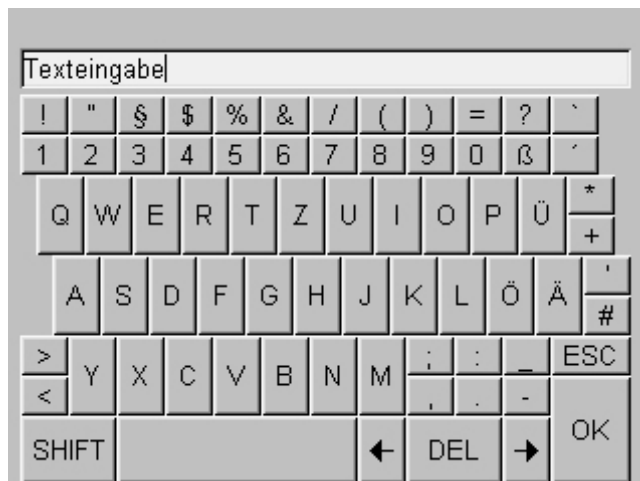 Texteingabe
! " § $ % & / ( ) = ? `
1 2 3 4 5 6 7 8 9 0 ß ´
Q W E R T Z U I O P Ü * +
A S D F G H J K L Ö Ä ' #
> < Y X C V B N M ; : _ ESC
, . -
SHIFT ← DEL → OK